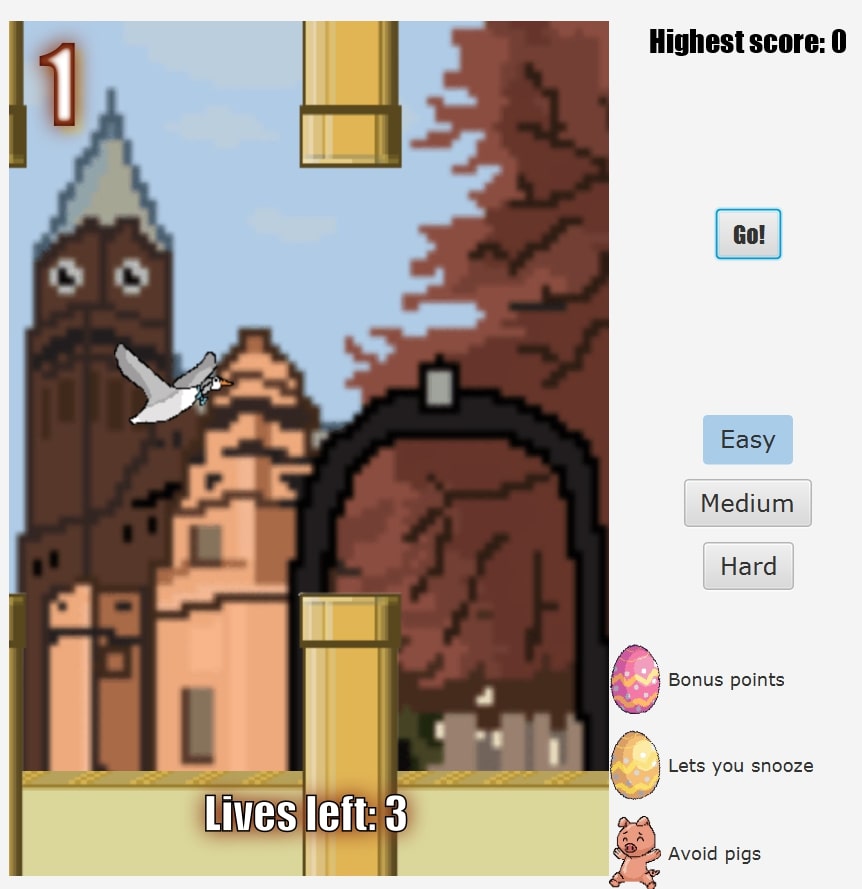 1
Highest score: 0
Go!
Easy
Medium
Hard
Bonus points
Lets you snooze
Lives left: 3
Avoid pigs